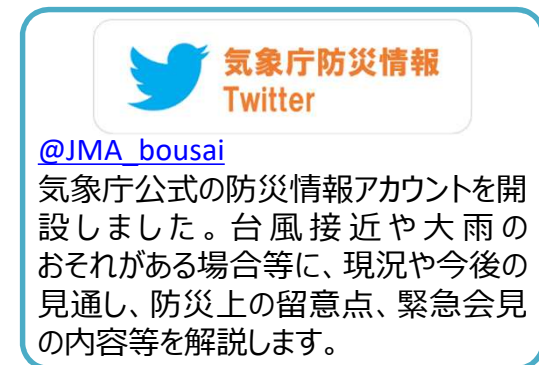 気象庁防災情報
Twitter
@JMA_bousai
気象庁公式の防災情報アカウントを開
設しました。台風接近や大雨の
おそれがある場合等に、現況や今後の
見通し、防災上の留意点、緊急会見
の内容等を解説します。